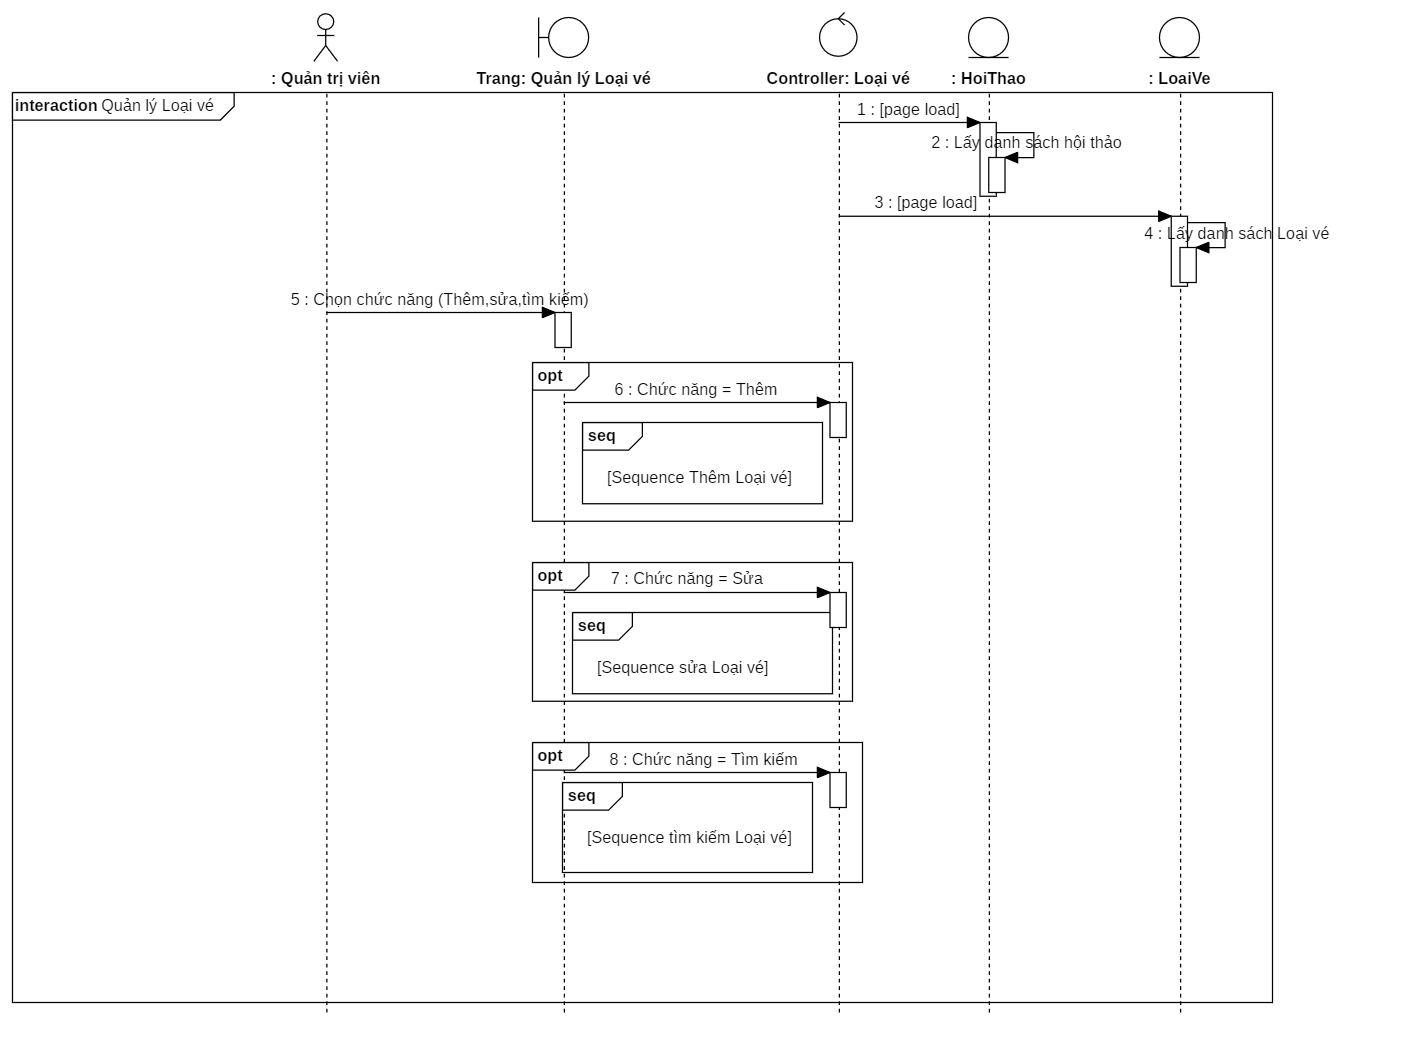 : Quản trị viên
Trang: Quản lý Loại vé
Controller: Loại vé
: HoiThao
: LoaiVe
interaction Quản lý Loại vé
1 : [page load]
2 : Lấy danh sách hội thảo
3 : [page load]
4 : Lấy danh sách Loại vé
5 : Chọn chức năng (Thêm,sửa,tìm kiếm)
opt
6 : Chức năng = Thêm
seq
[Sequence Thêm Loại vé]
opt
7 : Chức năng = Sửa
seq
[Sequence sửa Loại vé]
opt
8 : Chức năng = Tìm kiếm
seq
[Sequence tìm kiếm Loại vé]